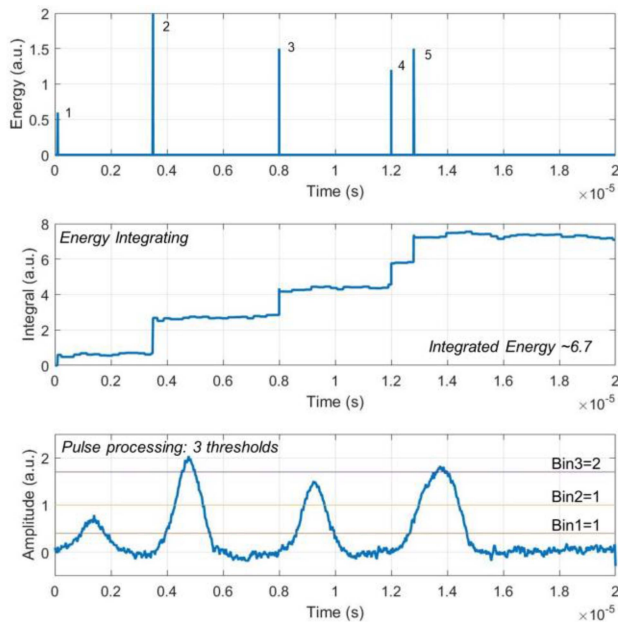 2
1.5
1
0.5
0
Energy (a.u.)
1
2
3
4
5
0 0.2 0.4 0.6 0.8 1 1.2 1.4 1.6 1.8 2
Time (s)
×10-5
8
6
4
2
0
Integral (a.u.)
Energy Integrating
Integrated Energy ~6.7
0 0.2 0.4 0.6 0.8 1 1.2 1.4 1.6 1.8 2
Time (s)
×10-5
2
1
0
Amplitude (a.u.)
Pulse processing: 3 thresholds
Bin3=2
Bin2=1
Bin1=1
0 0.2 0.4 0.6 0.8 1 1.2 1.4 1.6 1.8 2
Time (s)
×10-5